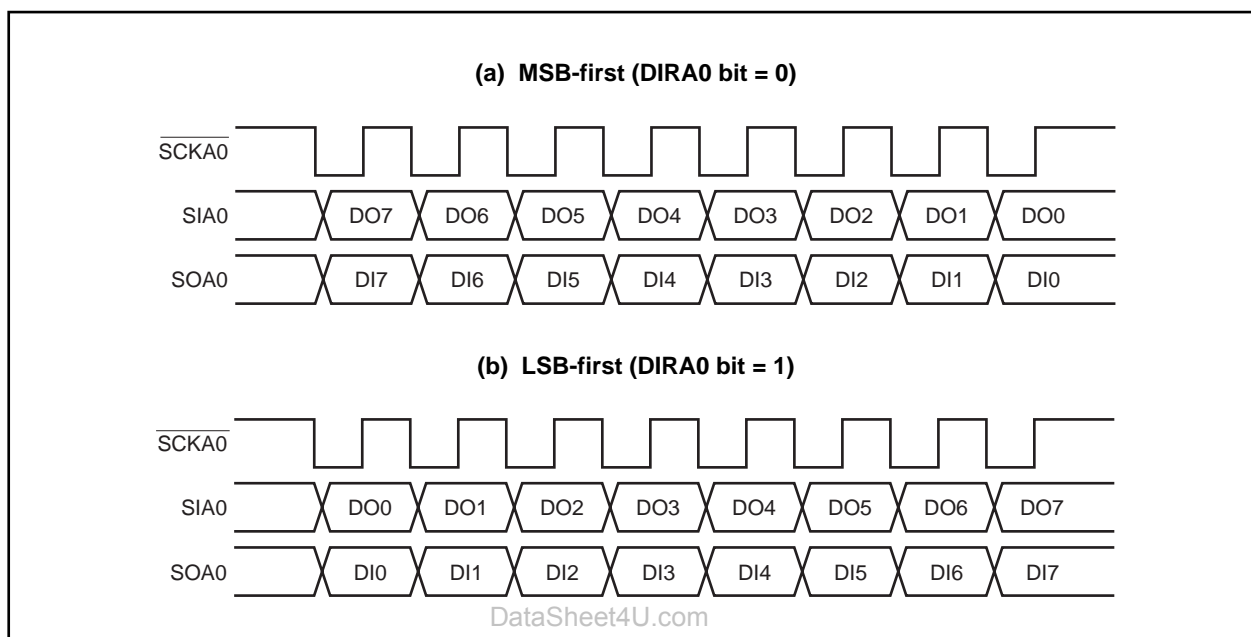 (a) MSB-first (DIRA0 bit = 0)
SCKA0
SIA0 DO7 DO6 DO5 DO4 DO3 DO2 DO1 DO0
SOA0 DI7 DI6 DI5 DI4 DI3 DI2 DI1 DI0
(b) LSB-first (DIRA0 bit = 1)
SCKA0
SIA0 DO0 DO1 DO2 DO3 DO4 DO5 DO6 DO7
SOA0 DI0 DI1 DI2 DI3 DI4 DI5 DI6 DI7
DataSheet4U.com